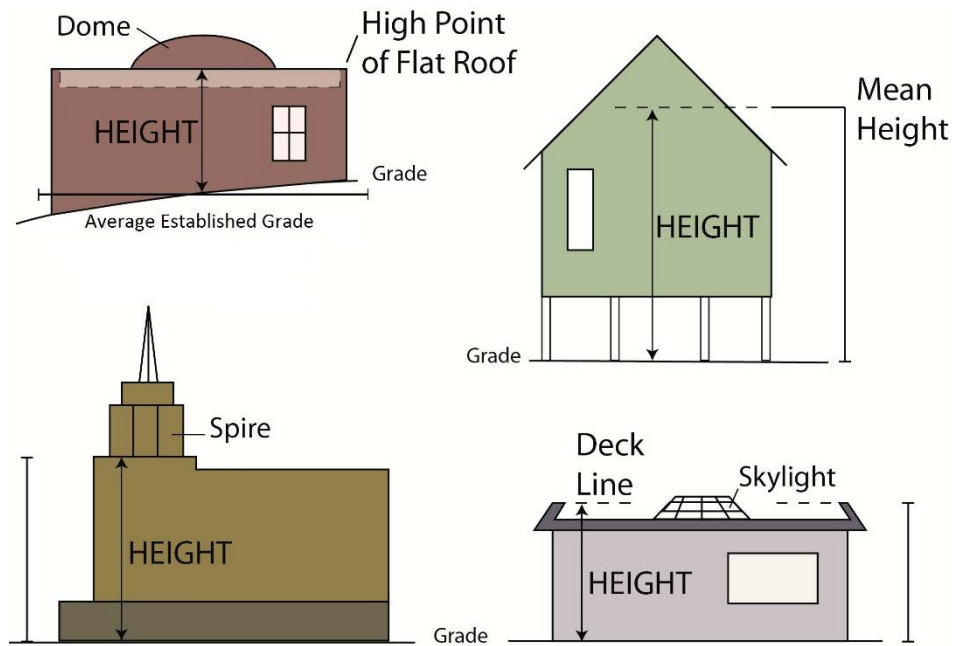 Dome
High Point
of Flat Roof
HEIGHT
Grade
Average Established Grade
Mean
Height
HEIGHT
Grade
Spire
HEIGHT
Grade
Deck
Line
Skylight
HEIGHT